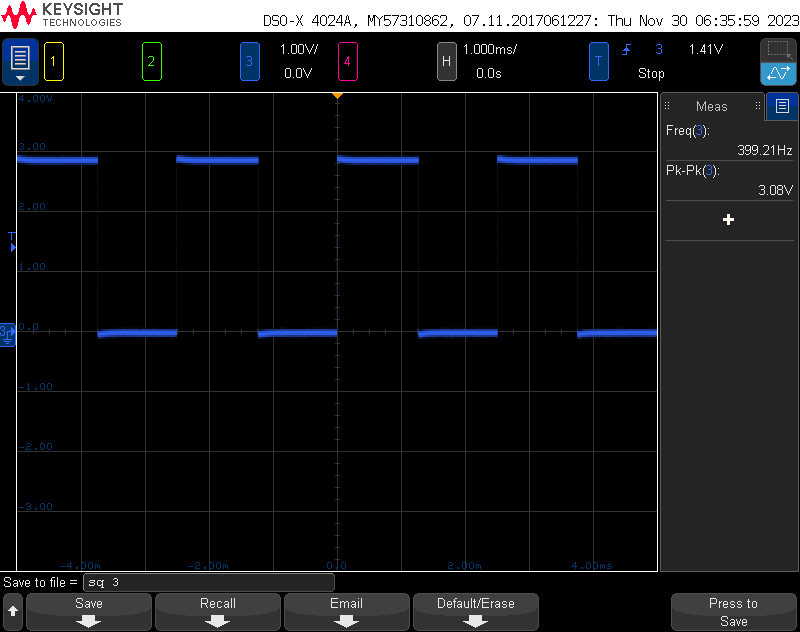 KEYSIGHT
TECHNOLOGIES
DSO-X 4024A, MY57310862, 07.11.2017061227: Thu Nov 30 06:35:59 2023
1 2 3 1.00V/ 0.0V 4 H 1.000ms/ 0.0s T 3 1.41V Stop
4.00V
3.00
2.00
1.00
0.0
-1.00
-2.00
-3.00
T
3
-4.00m -2.00m 0.0 2.00m 4.00ms
Meas
Freq(3):
399.21Hz
Pk-Pk(3):
3.08V
Save to file = sq 3
Save Recall Email Default/Erase Press to Save